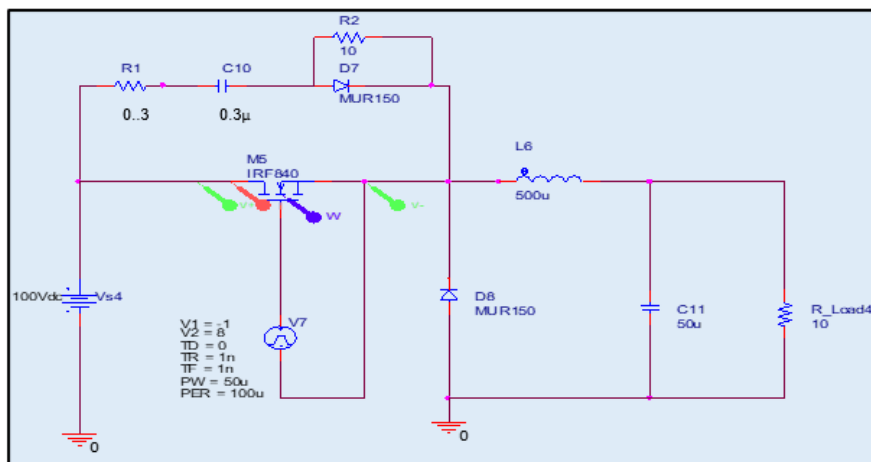 R2
10
R1
C10
D7
MUR150
0..3
0.3µ
L6
M5
IRF840
500u
V+
W
V-
100Vdc
Vs4
D8
MUR150
C11
50u
R_Load4
10
V7
V1 = -1
V2 = 8
TD = 0
TR = 1n
TF = 1n
PW = 50u
PER = 100u
0
0